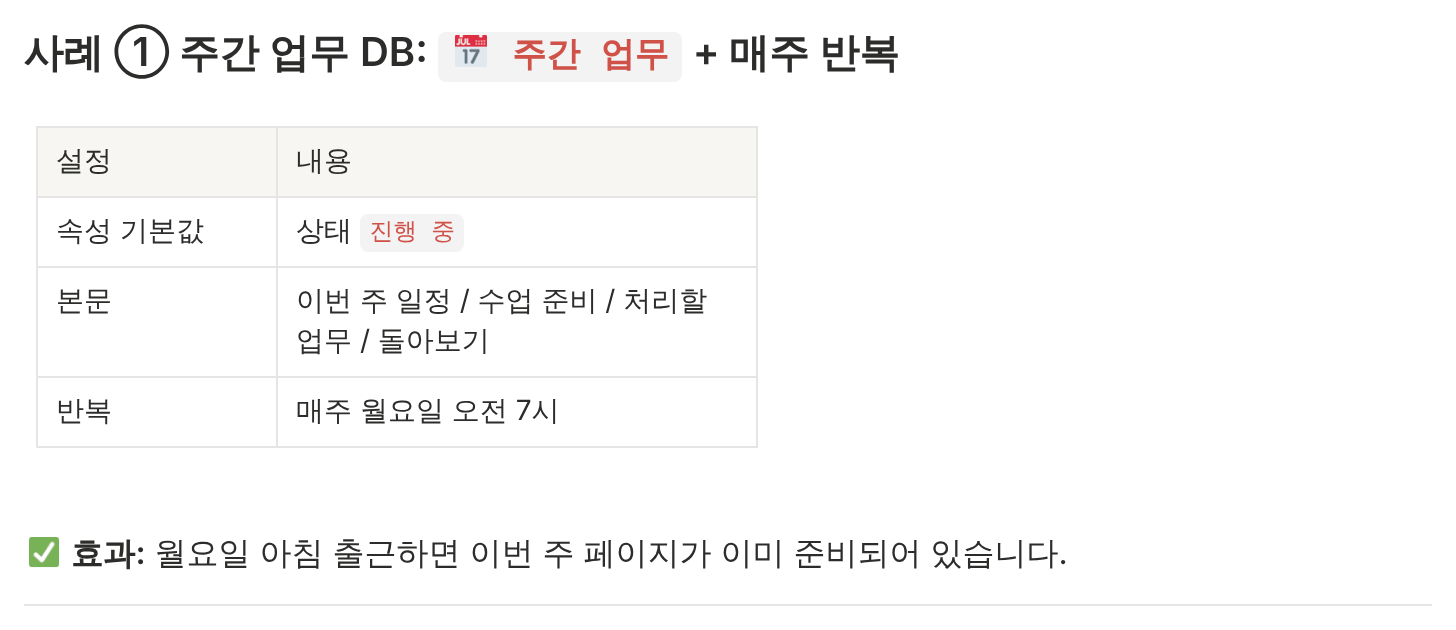 사례 ① 주간 업무 DB: 📅 주간 업무 + 매주 반복
설정 내용
속성 기본값 상태 진행 중
본문 이번 주 일정 / 수업 준비 / 처리할
업무 / 돌아보기
반복 매주 월요일 오전 7시
✅ 효과: 월요일 아침 출근하면 이번 주 페이지가 이미 준비되어 있습니다.